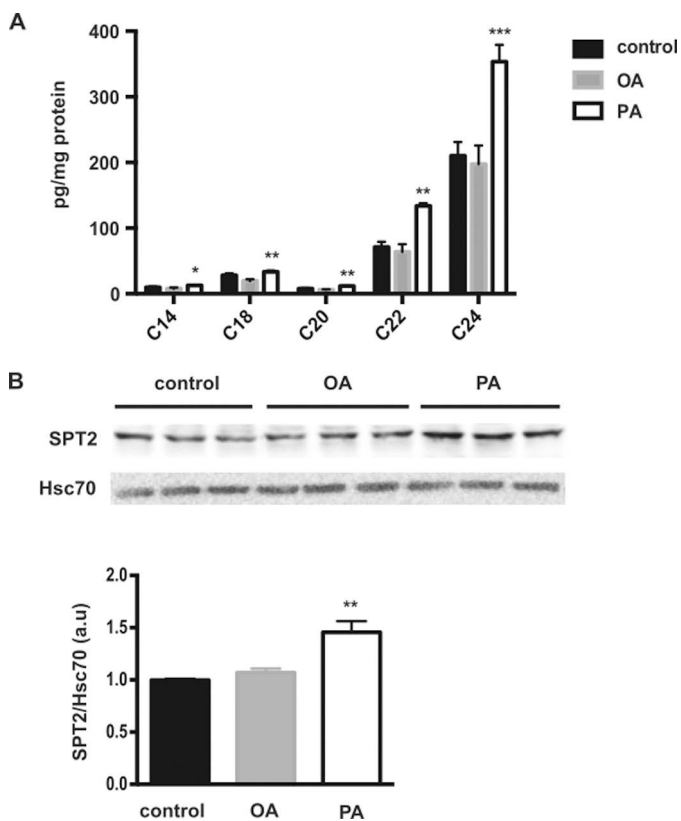 A
400
300
200
100
0
pg/mg protein
*
**
**
**
***
C14
C18
C20
C22
C24
control
OA
PA
B
control OA PA
SPT2
Hsc70
2.0
1.5
1.0
0.5
0.0
SPT2/Hsc70 (a.u)
**
control OA PA